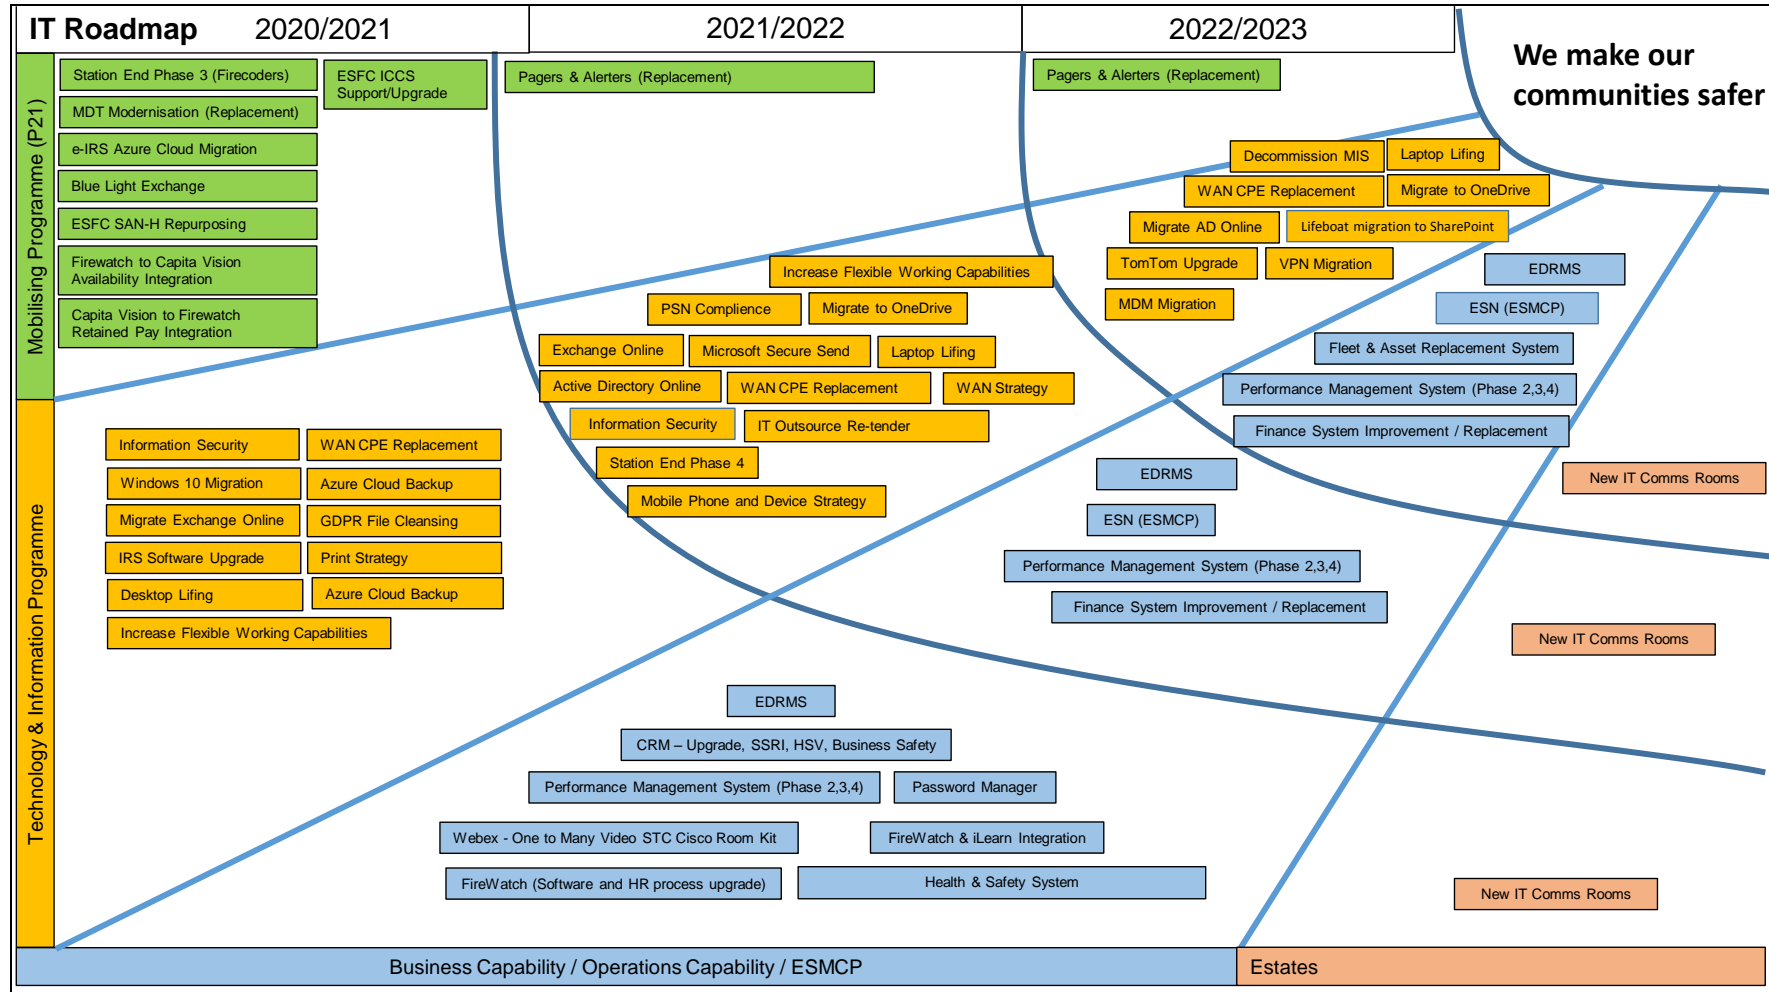 IT Roadmap
2020/2021
2021/2022
2022/2023
We make our
communities safer
Mobilising Programme (P21)
Station End Phase 3 (Firecoders)
ESFC ICCS
Support/Upgrade
MDT Modernisation (Replacement)
e-IRS Azure Cloud Migration
Blue Light Exchange
ESFC SAN-H Repurposing
Firewatch to Capita Vision
Availability Integration
Capita Vision to Firewatch
Retained Pay Integration
Pagers & Alerters (Replacement)
Pagers & Alerters (Replacement)
Decommission MIS
Laptop Lifing
WAN CPE Replacement
Migrate to OneDrive
Migrate AD Online
Lifeboat migration to SharePoint
TomTom Upgrade
VPN Migration
MDM Migration
Increase Flexible Working Capabilities
PSN Complience
Migrate to OneDrive
Exchange Online
Microsoft Secure Send
Laptop Lifing
Active Directory Online
WAN CPE Replacement
WAN Strategy
Information Security
IT Outsource Re-tender
Station End Phase 4
Mobile Phone and Device Strategy
EDRMS
ESN (ESMCP)
Fleet & Asset Replacement System
Performance Management System (Phase 2,3,4)
Finance System Improvement / Replacement
Technology & Information Programme
Information Security
WAN CPE Replacement
Windows 10 Migration
Azure Cloud Backup
Migrate Exchange Online
GDPR File Cleansing
IRS Software Upgrade
Print Strategy
Desktop Lifing
Azure Cloud Backup
Increase Flexible Working Capabilities
EDRMS
ESN (ESMCP)
Performance Management System (Phase 2,3,4)
Finance System Improvement / Replacement
New IT Comms Rooms
New IT Comms Rooms
EDRMS
CRM – Upgrade, SSRI, HSV, Business Safety
Performance Management System (Phase 2,3,4)
Password Manager
Webex - One to Many Video STC Cisco Room Kit
FireWatch & iLearn Integration
FireWatch (Software and HR process upgrade)
Health & Safety System
New IT Comms Rooms
Business Capability / Operations Capability / ESMCP
Estates